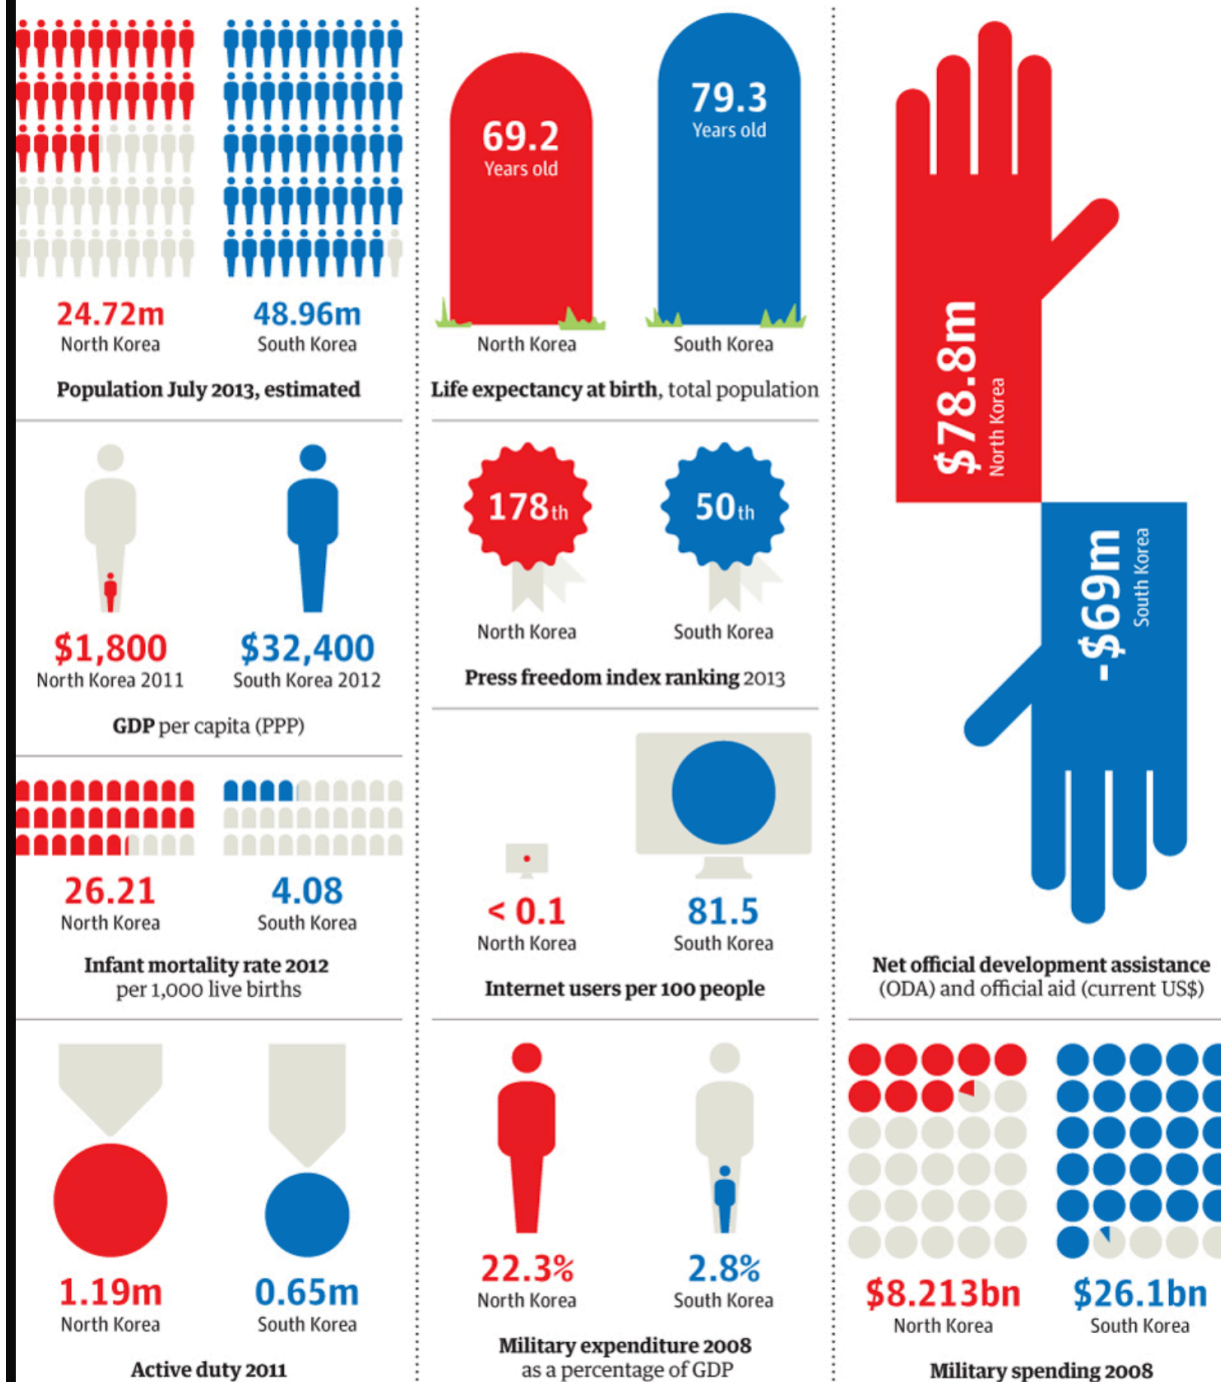 24.72m
North Korea
48.96m
South Korea
Population July 2013, estimated
$1,800
North Korea 2011
$32,400
South Korea 2012
GDP per capita (PPP)
26.21
North Korea
4.08
South Korea
Infant mortality rate 2012
per 1,000 live births
1.19m
North Korea
0.65m
South Korea
Active duty 2011
69.2
Years old
North Korea
79.3
Years old
South Korea
Life expectancy at birth, total population
178th
North Korea
50th
South Korea
Press freedom index ranking 2013
< 0.1
North Korea
81.5
South Korea
Internet users per 100 people
22.3%
North Korea
2.8%
South Korea
Military expenditure 2008
as a percentage of GDP
$78.8m
North Korea
-$69m
South Korea
Net official development assistance
(ODA) and official aid (current US$)
$8.213bn
North Korea
$26.1bn
South Korea
Military spending 2008